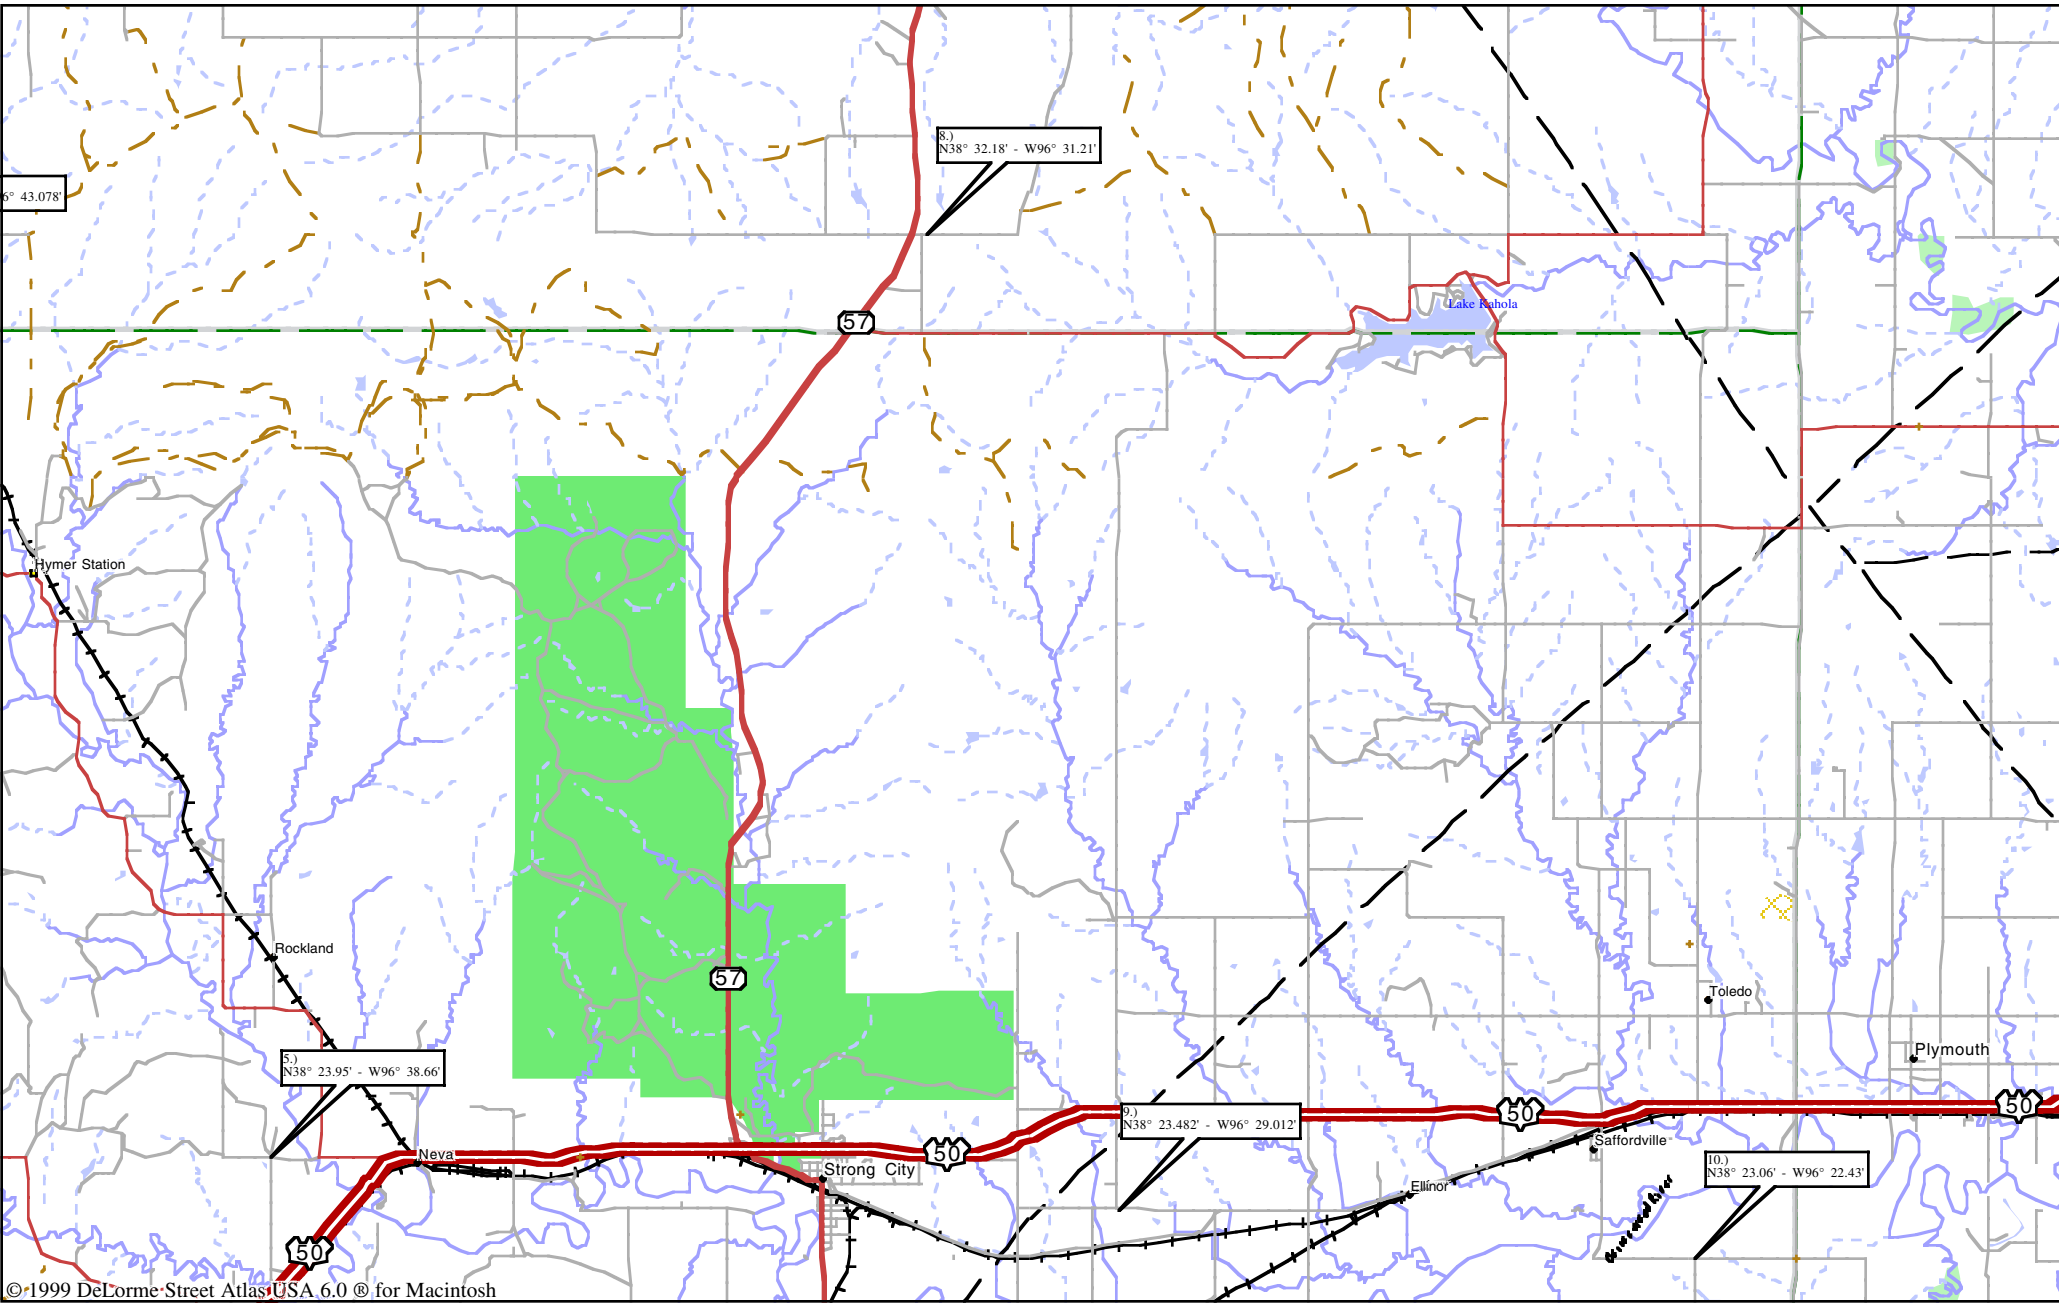 8.)
N38° 32.18' - W96° 31.21'
6° 43.078'
Lake Kahola
57
Hymer Station
Rockland
57
Toledo
Plymouth
5.)
N38° 23.95' - W96° 38.66'
50
50
50
9.)
N38° 23.482' - W96° 29.012'
Saffordville
Neva
Strong City
10.)
N38° 23.06' - W96° 22.43'
Ellinor
50
© 1999 DeLorme Street Atlas USA 6.0 ® for Macintosh